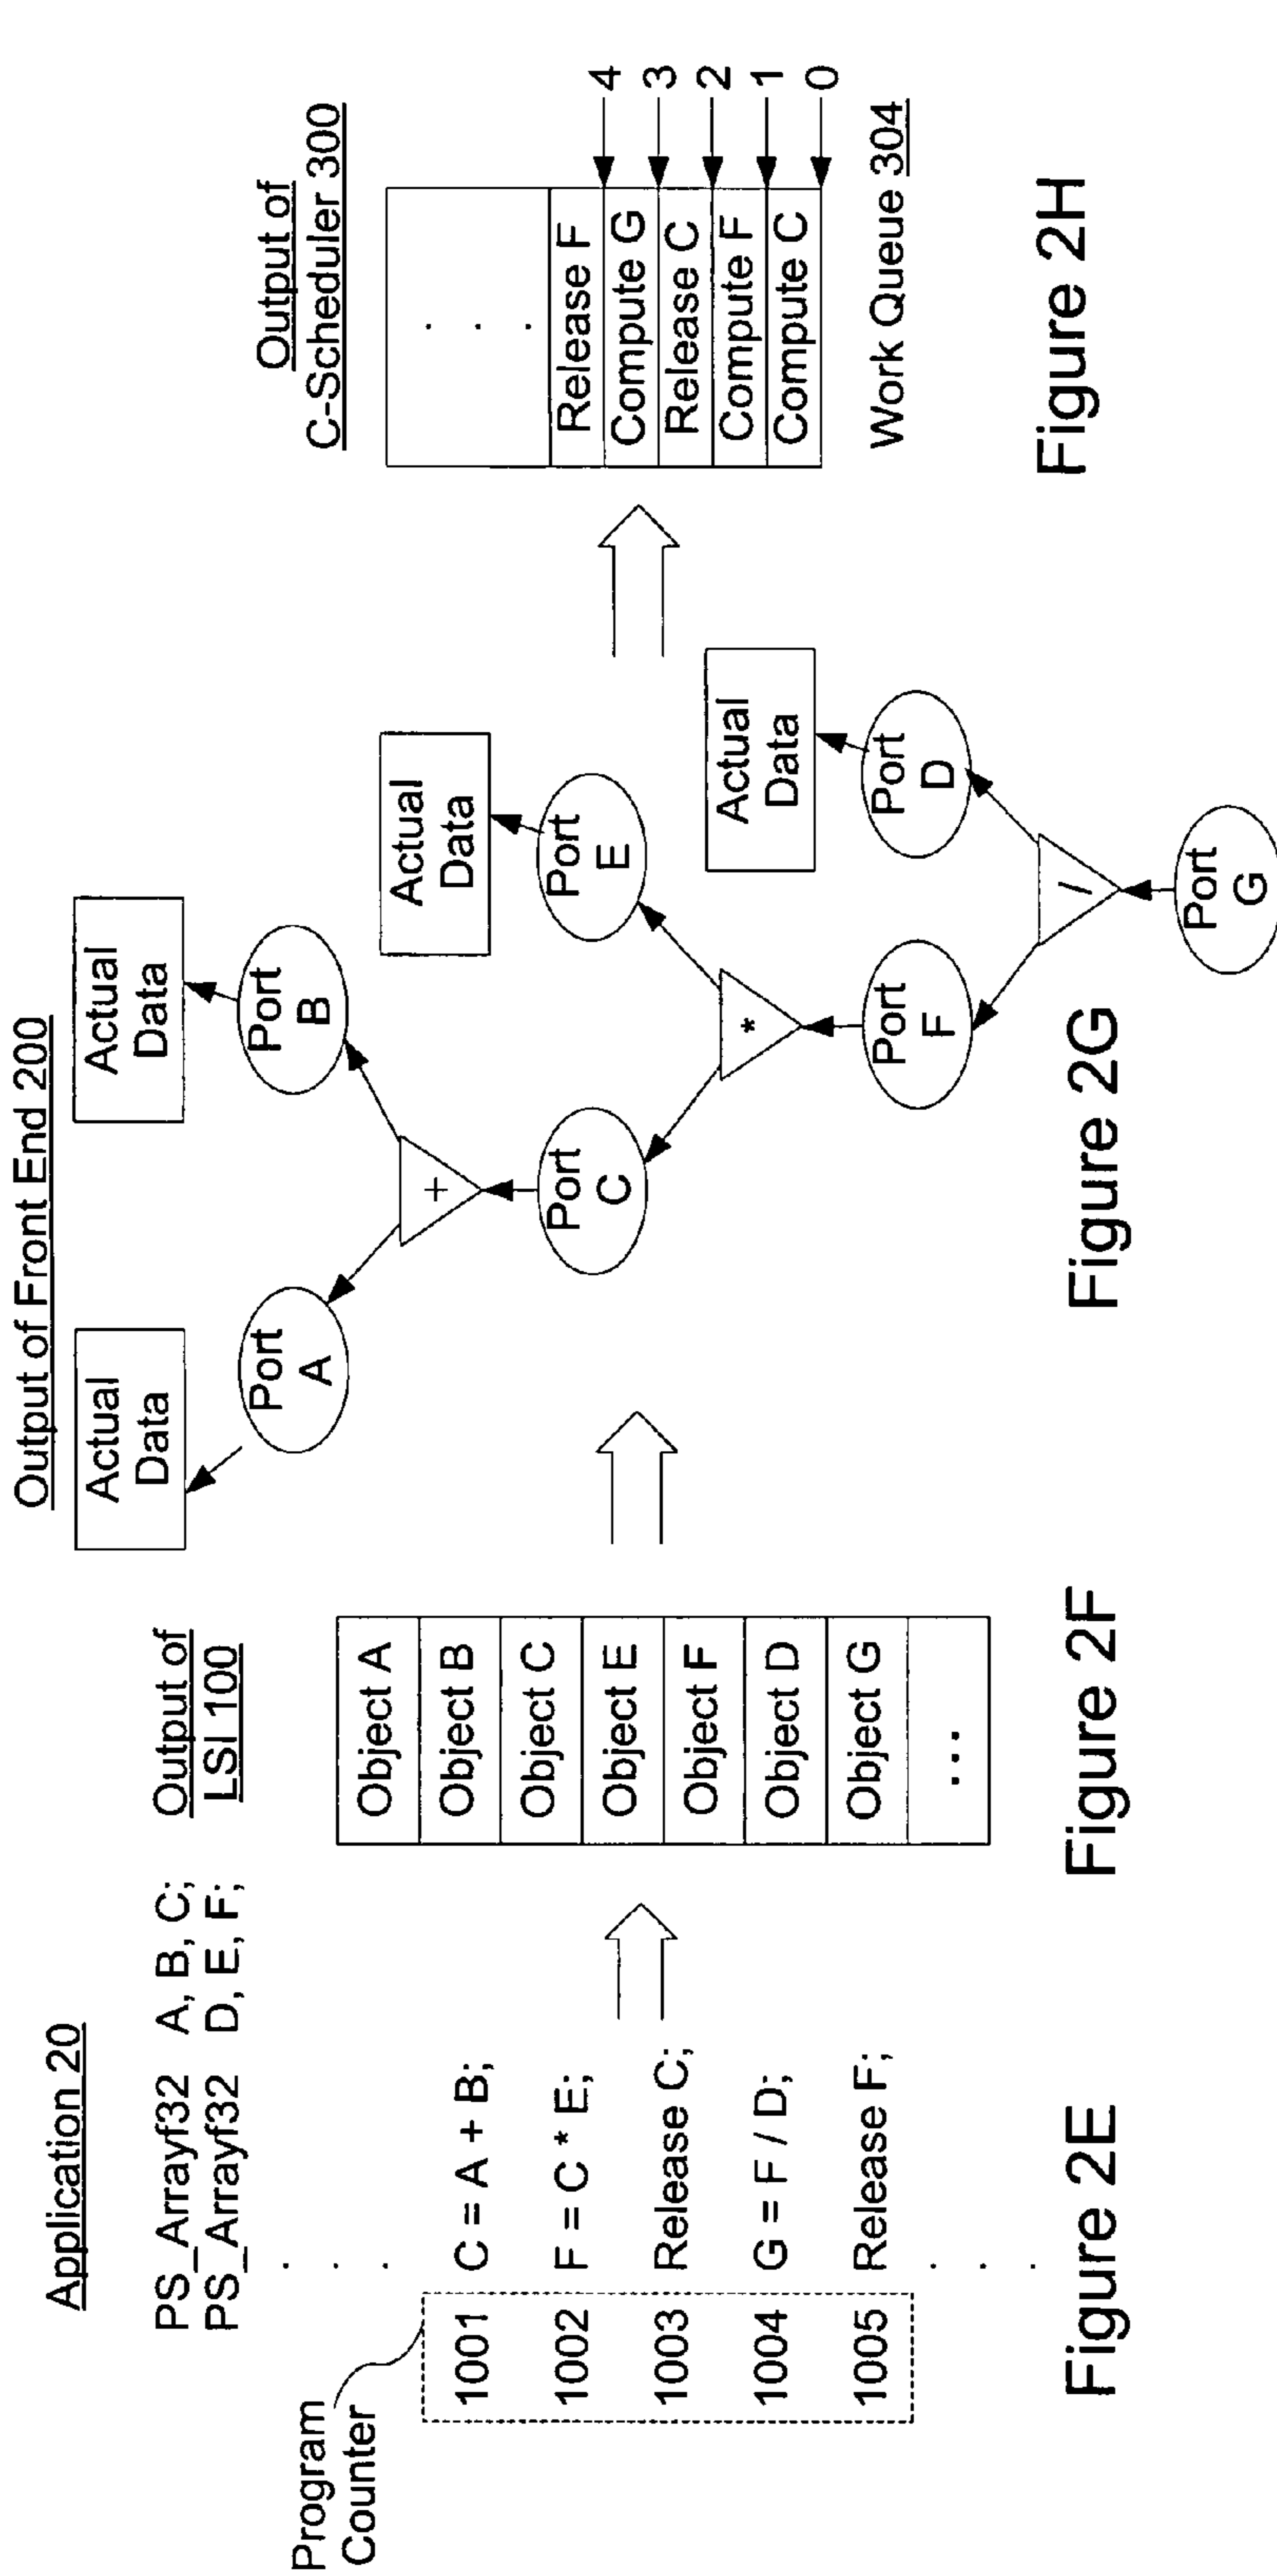 Application 20
PS_Arrayf32 A, B, C;
PS_Arrayf32 D, E, F;
.
.
.
Program
Counter
1001 C = A + B;
1002 F = C * E;
1003 Release C;
1004 G = F / D;
1005 Release F;
.
.
.
Figure 2E
Output of
LSI 100
Object A
Object B
Object C
Object E
Object F
Object D
Object G
...
Figure 2F
Output of Front End 200
Actual
Data
Actual
Data
Port
A
Port
B
+
Actual
Data
Port
C
Port
E
*
Actual
Data
Port
F
Port
D
/
Port
G
Figure 2G
Output of
C-Scheduler 300
.
.
.
Release F
4
Compute G
3
Release C
2
Compute F
1
Compute C
0
Work Queue 304
Figure 2H